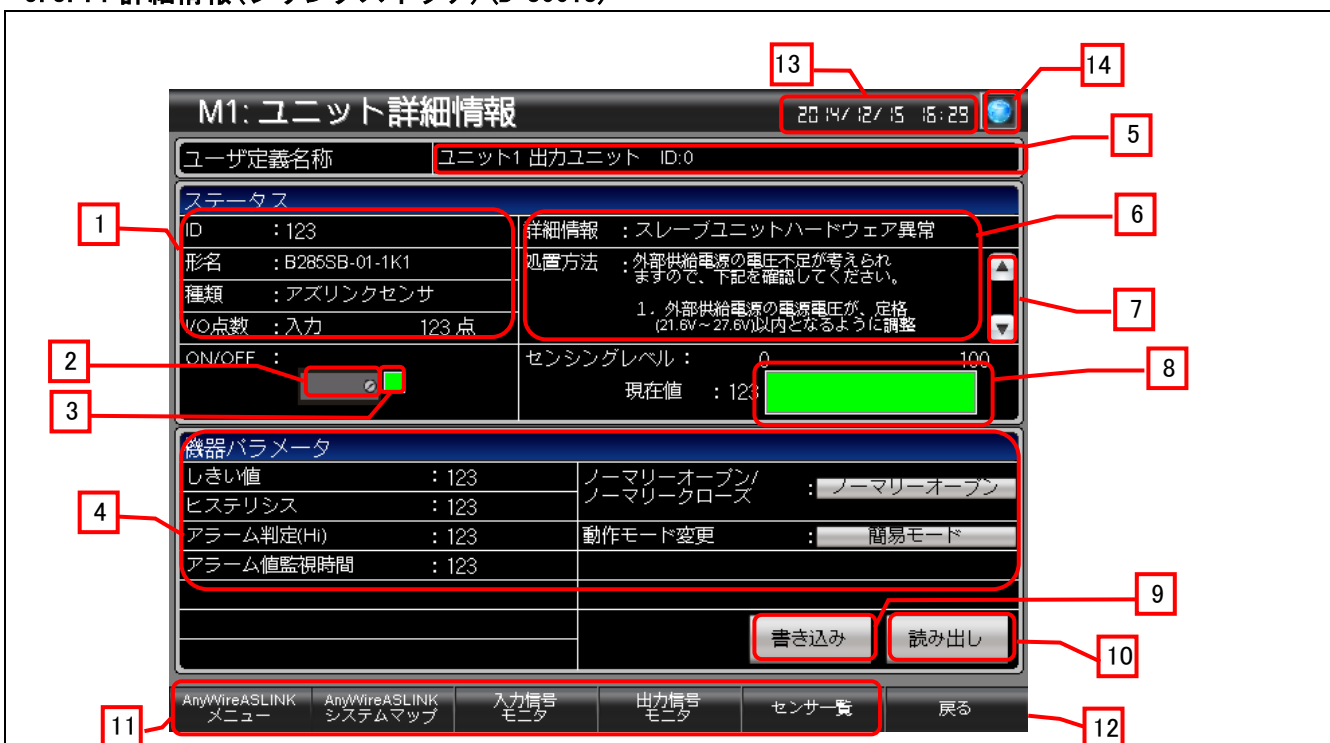 13
14
M1: ユニット詳細情報
2014/12/15 16:29
5
ユーザ定義名称
ユニット1 出力ユニット ID:0
ステータス
1
ID :123
詳細情報 :スレーブユニットハードウェア異常
6
形名 :B285SB-01-1K1
処置方法 :外部供給電源の電圧不足が考えられ
ますので、下記を確認してください。
種類 :アズリンクセンサ
1．外部供給電源の電源電圧が、定格
(21.6V～27.6V)以内となるように調整
7
I/O点数 :入力 123 点
ON/OFF :
センシングレベル: 0 100
2
8
現在値 :123
3
機器パラメータ
しきい値 :123
ノーマリーオープン/
ノーマリークローズ
:ノーマリーオープン
ヒステリシス :123
4
アラーム判定(Hi) :123
動作モード変更 :簡易モード
アラーム値監視時間 :123
9
書き込み
読み出し
10
AnyWireASLINK
メニュー
AnyWireASLINK
システムマップ
入力信号
モニタ
出力信号
モニタ
センサ一覧
戻る
11
12